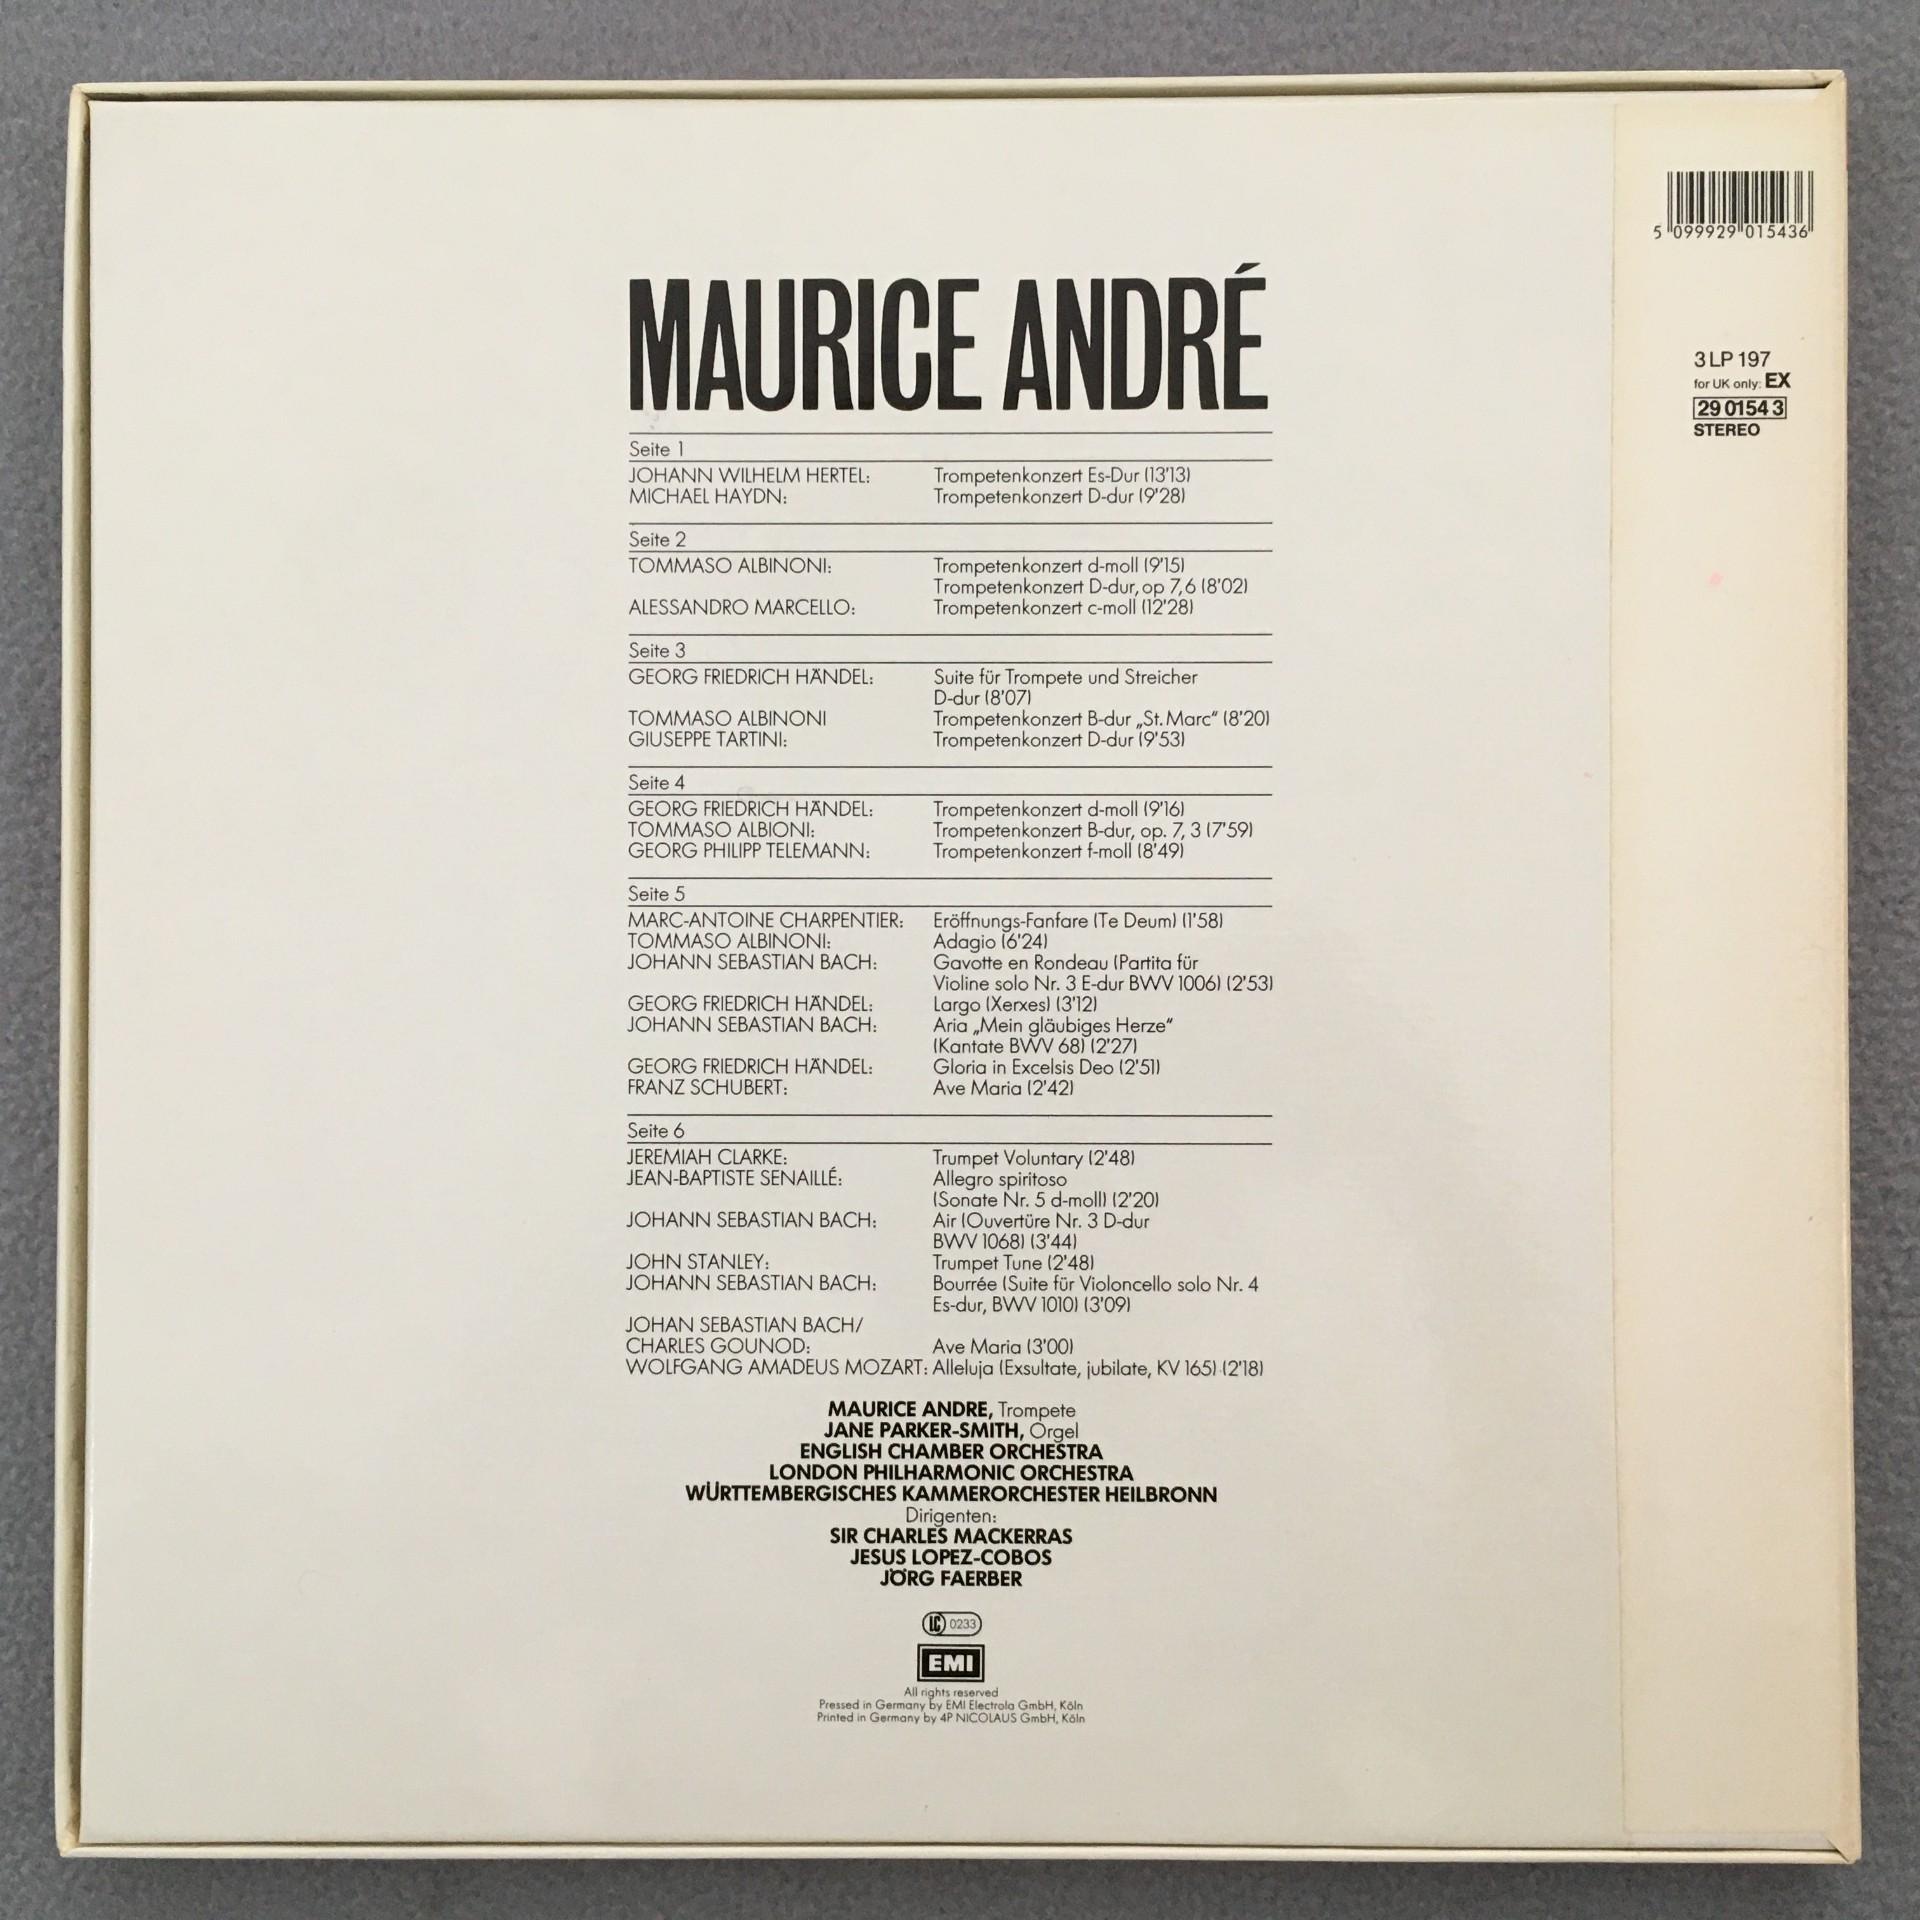 5 099929 015436
3 LP 197
for UK only: EX
29 0154 3
STEREO
MAURICE ANDRÉ
Seite 1
JOHANN WILHELM HERTEL: Trompetenkonzert Es-Dur (13'13)
MICHAEL HAYDN: Trompetenkonzert D-dur (9'28)
Seite 2
TOMMASO ALBINONI: Trompetenkonzert d-moll (9'15)
Trompetenkonzert D-dur, op 7,6 (8'02)
ALESSANDRO MARCELLO: Trompetenkonzert c-moll (12'28)
Seite 3
GEORG FRIEDRICH HÄNDEL: Suite für Trompete und Streicher
D-dur (8'07)
TOMMASO ALBINONI Trompetenkonzert B-dur „St. Marc“ (8'20)
GIUSEPPE TARTINI: Trompetenkonzert D-dur (9'53)
Seite 4
GEORG FRIEDRICH HÄNDEL: Trompetenkonzert d-moll (9'16)
TOMMASO ALBIONI: Trompetenkonzert B-dur, op. 7, 3 (7'59)
GEORG PHILIPP TELEMANN: Trompetenkonzert f-moll (8'49)
Seite 5
MARC-ANTOINE CHARPENTIER: Eröffnungs-Fanfare (Te Deum) (1'58)
TOMMASO ALBINONI: Adagio (6'24)
JOHANN SEBASTIAN BACH: Gavotte en Rondeau (Partita für
Violine solo Nr. 3 E-dur BWV 1006) (2'53)
GEORG FRIEDRICH HÄNDEL: Largo (Xerxes) (3'12)
JOHANN SEBASTIAN BACH: Aria „Mein gläubiges Herze“
(Kantate BWV 68) (2'27)
GEORG FRIEDRICH HÄNDEL: Gloria in Excelsis Deo (2'51)
FRANZ SCHUBERT: Ave Maria (2'42)
Seite 6
JEREMIAH CLARKE: Trumpet Voluntary (2'48)
JEAN-BAPTISTE SENAILLÉ: Allegro spiritoso
(Sonate Nr. 5 d-moll) (2'20)
JOHANN SEBASTIAN BACH: Air (Ouvertüre Nr. 3 D-dur
BWV 1068) (3'44)
JOHN STANLEY: Trumpet Tune (2'48)
JOHANN SEBASTIAN BACH: Bourrée (Suite für Violoncello solo Nr. 4
Es-dur, BWV 1010) (3'09)
JOHAN SEBASTIAN BACH/
CHARLES GOUNOD: Ave Maria (3'00)
WOLFGANG AMADEUS MOZART: Alleluja (Exsultate, jubilate, KV 165) (2'18)
MAURICE ANDRE, Trompete
JANE PARKER-SMITH, Orgel
ENGLISH CHAMBER ORCHESTRA
LONDON PHILHARMONIC ORCHESTRA
WÜRTTEMBERGISCHES KAMMERORCHESTER HEILBRONN
Dirigenten:
SIR CHARLES MACKERRAS
JESUS LOPEZ-COBOS
JÖRG FAERBER
LC 0233
EMI
All rights reserved
Pressed in Germany by EMI Electrola GmbH, Köln
Printed in Germany by 4P NICOLAUS GmbH, Köln